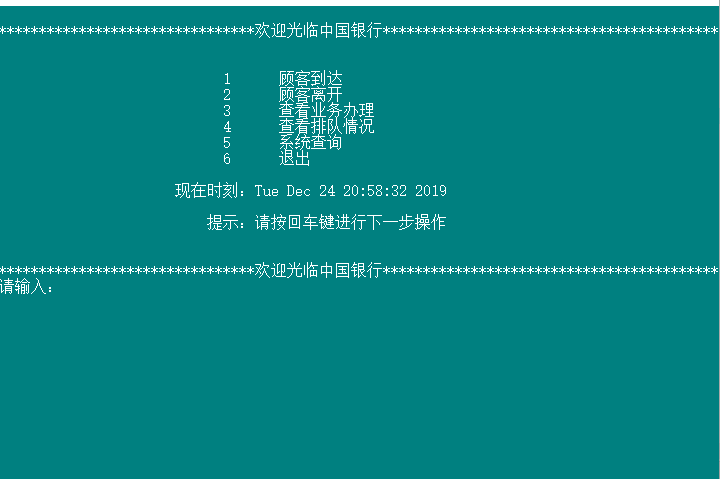 ********************************欢迎光临中国银行******************************************
1 顾客到达
2 顾客离开
3 查看业务办理
4 查看排队情况
5 系统查询
6 退出
现在时刻：Tue Dec 24 20:58:32 2019
提示：请按回车键进行下一步操作
********************************欢迎光临中国银行******************************************
请输入：